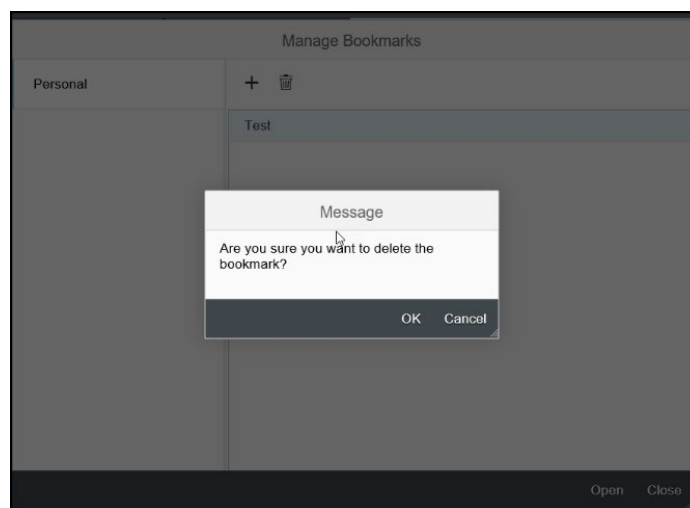 Manage Bookmarks
Personal
Test
Message
Are you sure you want to delete the
bookmark?
OK Cancel
Open Close